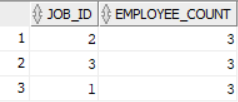 JOB_ID EMPLOYEE_COUNT
1 2 3
2 3 3
3 1 3